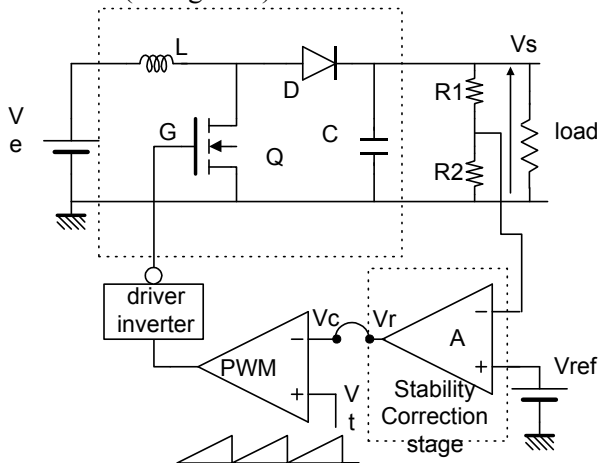 L
D
Vs
R1
V
e
G
Q
C
load
R2
driver
inverter
Vc
Vr
PWM
A
Vref
V
t
Stability
Correction
stage